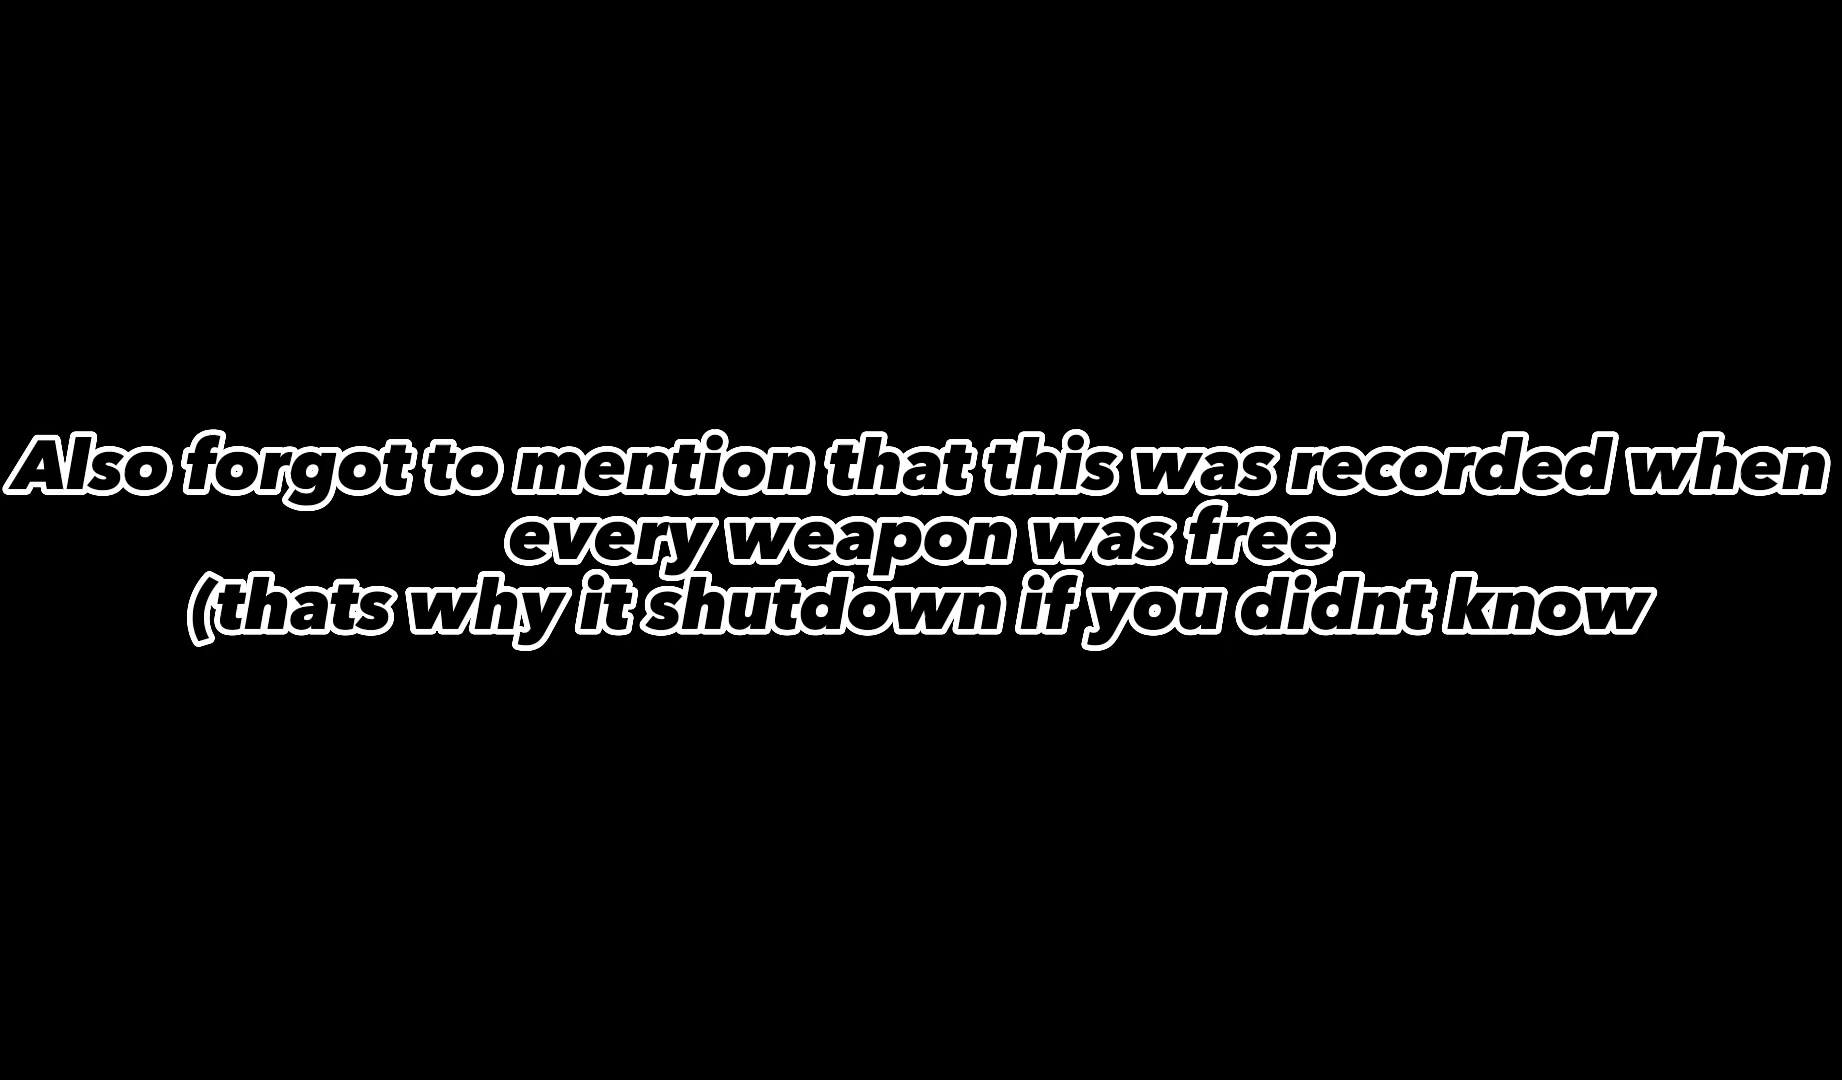 Also forgot to mention that this was recorded when
every weapon was free
(thats why it shutdown if you didnt know